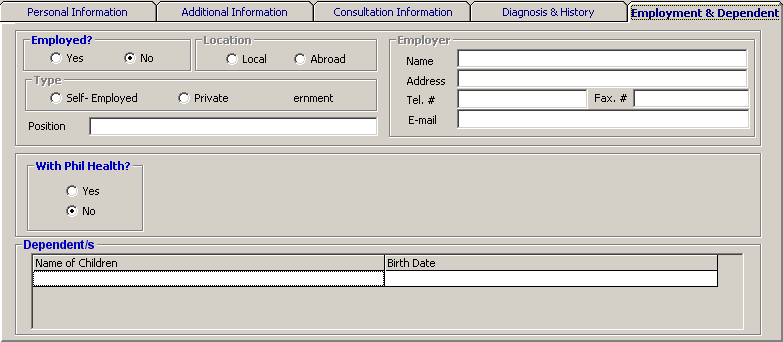 Personal Information
Additional Information
Consultation Information
Diagnosis & History
Employment & Dependent
Employed?
Yes
No
Location
Local
Abroad
Type
Self- Employed
Private
ernment
Position
Employer
Name
Address
Tel. #
Fax. #
E-mail
With Phil Health?
Yes
No
Dependent/s
Name of Children
Birth Date